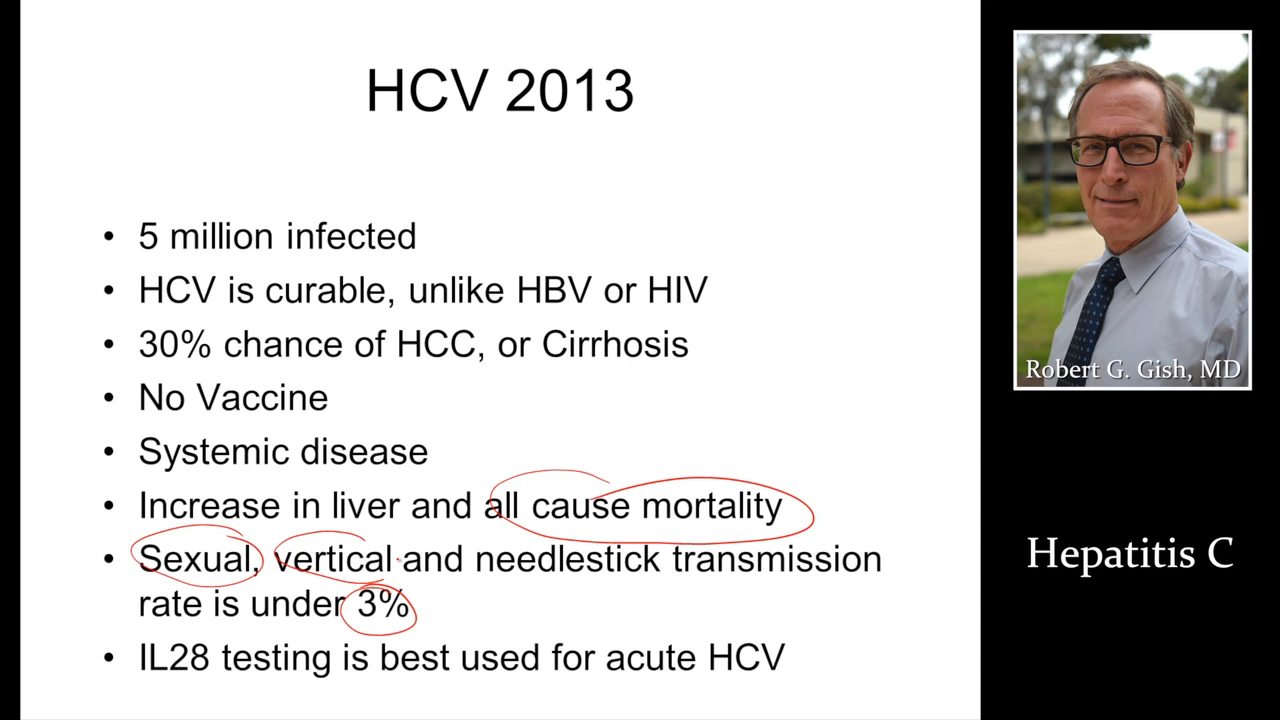 HCV 2013
• 5 million infected
• HCV is curable, unlike HBV or HIV
• 30% chance of HCC, or Cirrhosis
• No Vaccine
• Systemic disease
• Increase in liver and all cause mortality
• Sexual, vertical and needlestick transmission
rate is under 3%
• IL28 testing is best used for acute HCV
Robert G. Gish, MD
Hepatitis C